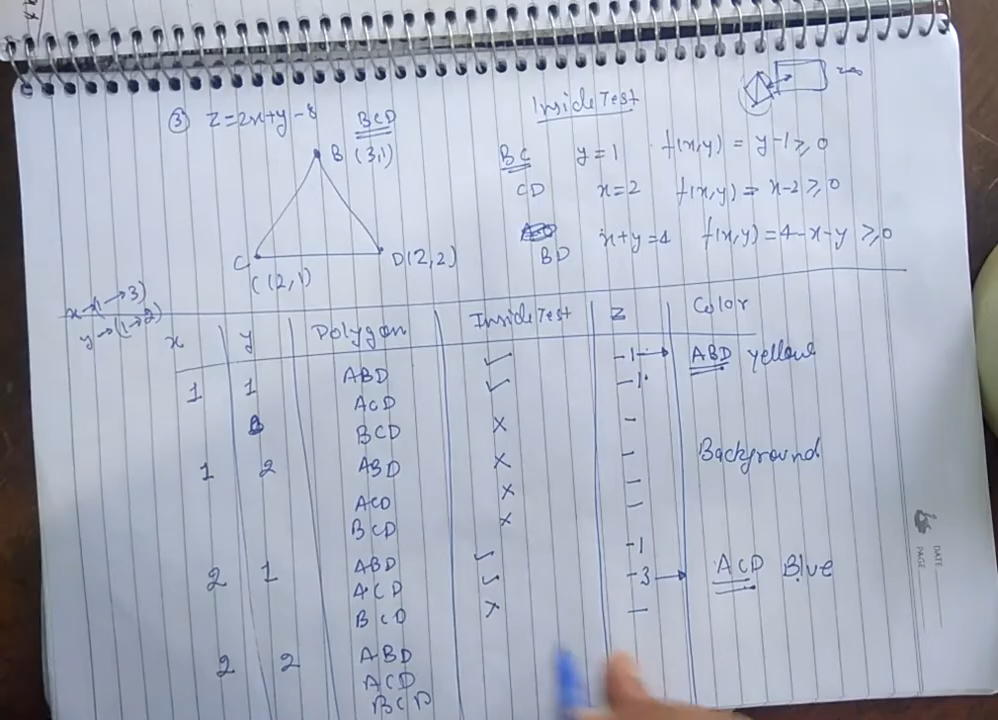 ③ Z=2x+y-8 BCD
Inside Test
B (3,1)
C
C(2,1)
D(2,2)
BC y=1 f(x,y) = y-1≥0
CD x=2 f(x,y) = x-2≥0
BD x+y=4 f(x,y)=4-x-y ≥0
x→(1→3)
y→(1→2)
x y Polygon Inside Test Z Color
1 1 ABD ✓ -1→ ABD yellow
ACD ✓ -1
BCD × -
1 2 ABD × - Background
ACD × -
BCD × -
2 1 ABD ✓ -1
ACD ✓ -3→ ACD Blue
BCD × -
2 2 ABD
ACD
BCD
DATE
PAGE